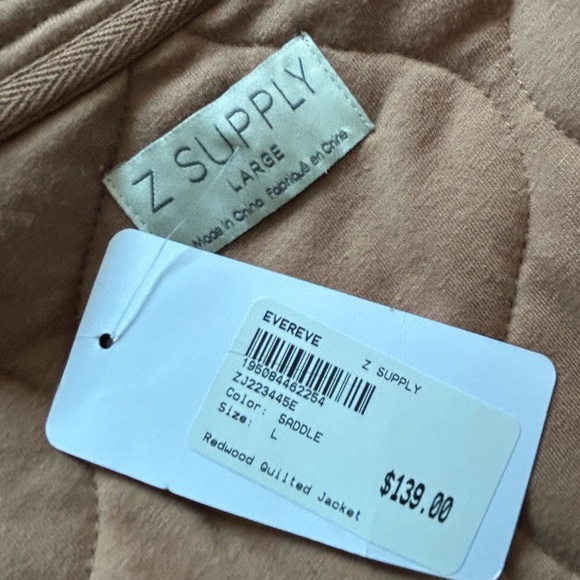 Z SUPPLY
LARGE
Made in China Fabriqué en China
EVEREVE
Z SUPPLY
195084462254
ZJ223445E
Color: SADDLE
Size: L
Redwood Quilted Jacket
$139.00